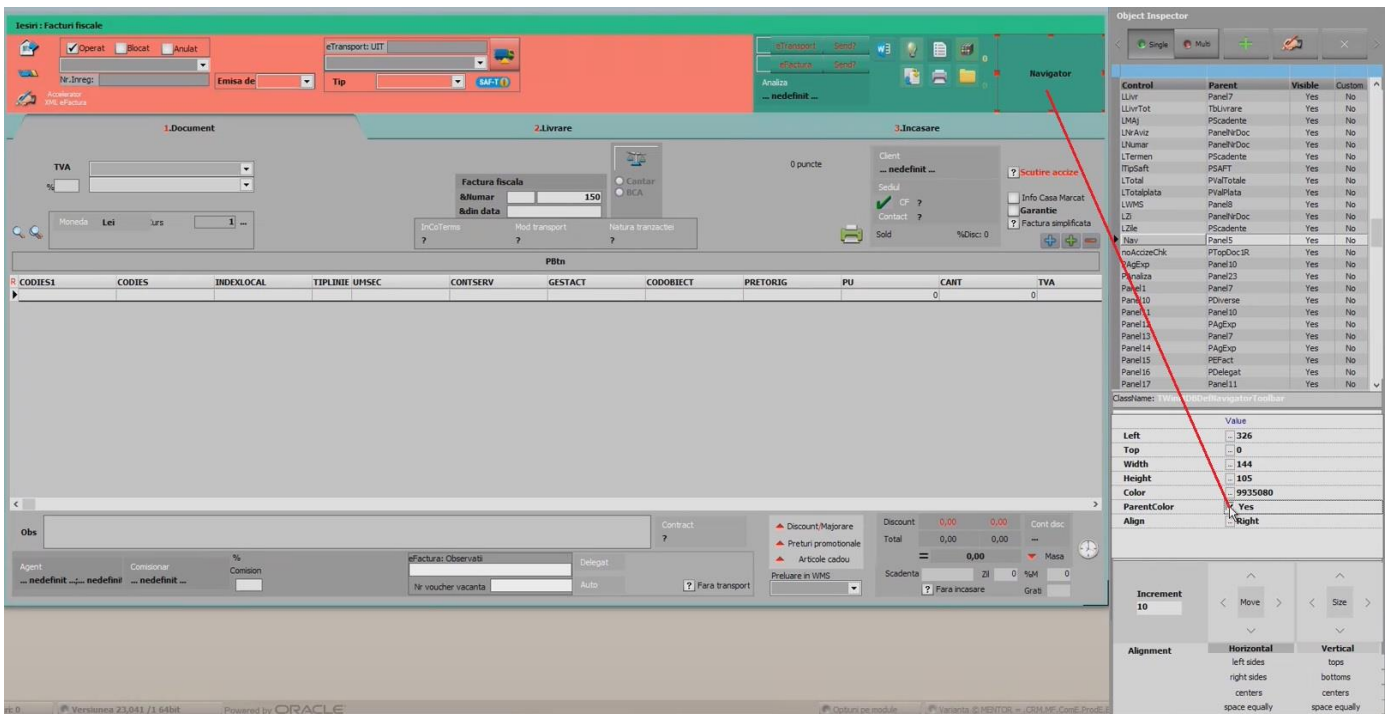 Iesiri : Facturi fiscale
Operat Blocat Anulat
eTransport: UIT
Nr.Inreg: Emisa de Tip SAF-T
Accelerator
XML eFactura
eTransport Send?
eFactura Send?
Analiza
... nedefinit ...
0
Navigator
1.Document 2.Livrare 3.Incasare
TVA
%
Moneda Lei Curs 1 ...
Factura fiscala
&Numar 150
&din data
Cantar
BCA
0 puncte
InCoTerms Mod transport Natura tranzactiei
? ? ?
Client
... nedefinit ...
Sediul
CF ?
Contact ?
Sold %Disc: 0
? Scutire accize
Info Casa Marcat
Garantie
? Factura simplificata
PBtn
R CODIES1 CODIES INDEXLOCAL TIPLINIE UMSEC CONTSERV GESTACT CODOBIECT PRETORIG PU CANT TVA
0 0
Obs
Contract
?
Agent Comisionar % Comision
... nedefinit ...;... nedefinit ... nedefinit ...
eFactura: Observatii
Delegat
Nr voucher vacanta Auto ? Fara transport
Discount/Majorare
Preturi promotionale
Articole cadou
Preluare in WMS
Discount 0,00 0,00 Cont doc
Total 0,00 0,00 ...
= 0,00 Masa
Scadenta Zil 0 %M 0
? Fara incasare Grati
Versiunea 23,041 /1 64bit Powered by ORACLE Optiuni pe module Varianta © MENTOR = .CRM.MF.ComE.ProdE.
Object Inspector
Single Multi
Control Parent Visible Custom
LLivr Panel7 Yes No
LLivrTot TbLivrare Yes No
LMAj PScadente Yes No
LNrAviz PanelNrDoc Yes No
LNumar PanelNrDoc Yes No
LTermen PScadente Yes No
lTipSaft PSAFT Yes No
LTotal PValTotale Yes No
LTotalplata PValPlata Yes No
LWMS Panel8 Yes No
LZi PanelNrDoc Yes No
LZile PScadente Yes No
Nav Panel5 Yes No
noAccizeChk PTopDoc1R Yes No
PAgExp Panel10 Yes No
PAnaliza Panel23 Yes No
Panel1 Panel7 Yes No
Panel10 PDiverse Yes No
Panel11 Panel10 Yes No
Panel12 PAgExp Yes No
Panel13 Panel7 Yes No
Panel14 PAgExp Yes No
Panel15 PEFact Yes No
Panel16 PDelegat Yes No
Panel17 Panel11 Yes No
ClassName:
Value
Left ... 326
Top ... 0
Width ... 144
Height ... 105
Color ... 9935080
ParentColor Yes
Align ... Right
Increment
10
Move Size
Alignment Horizontal Vertical
left sides tops
right sides bottoms
centers centers
space equally space equally